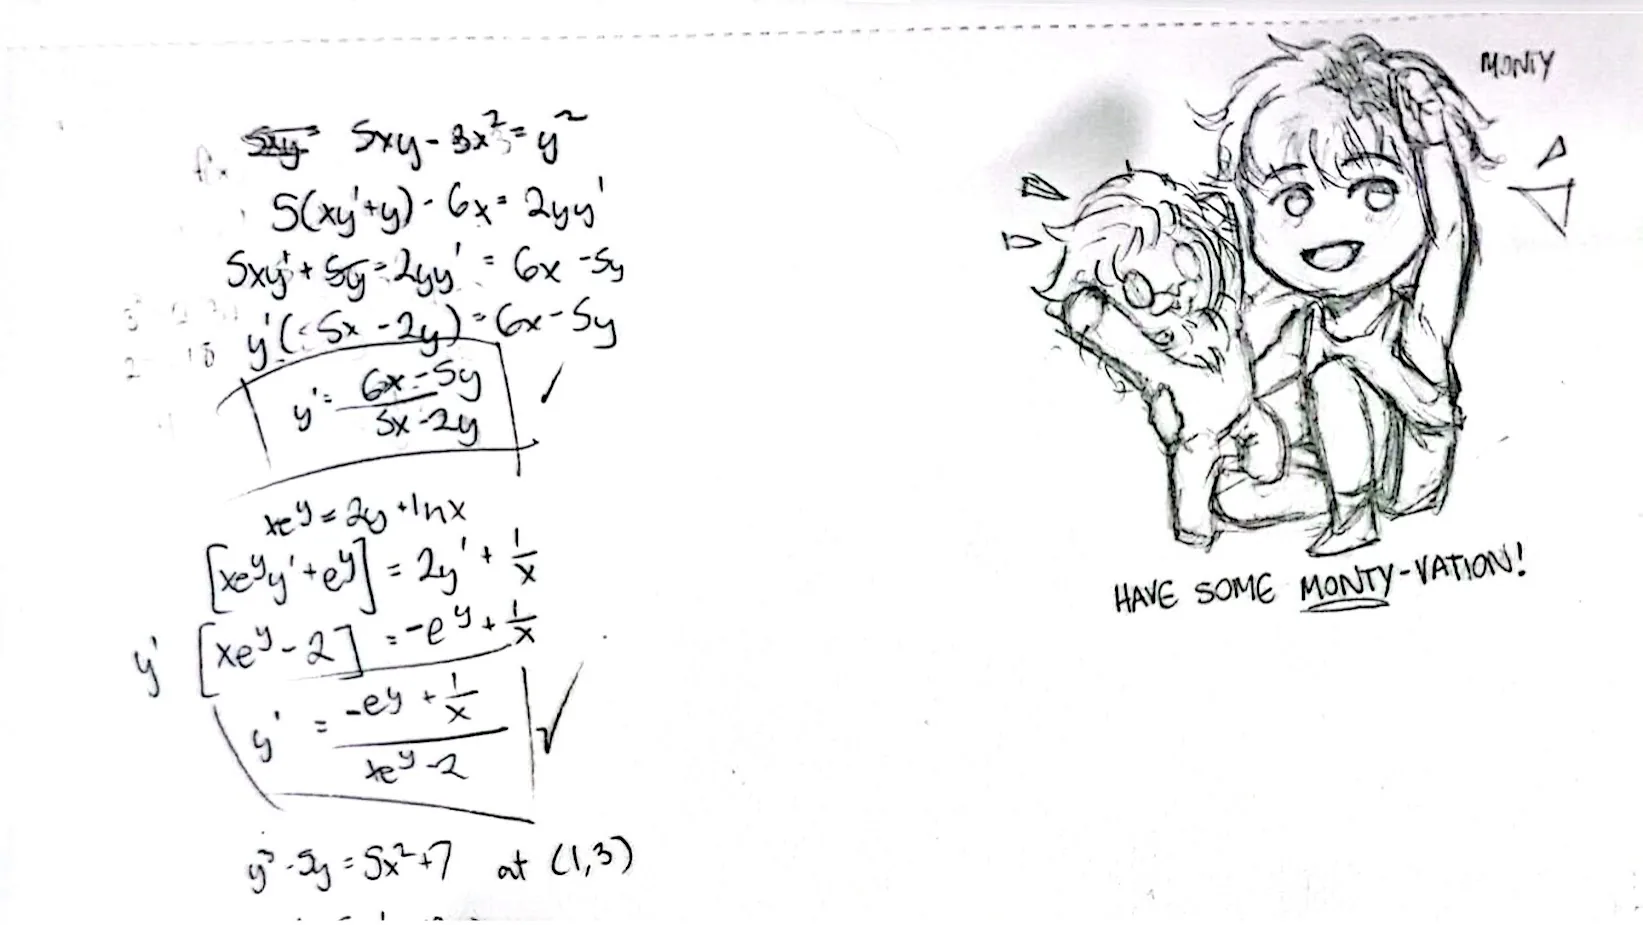 5xy= 5xy - 3x² = y²
5(xy'+y) - 6x = 2yy'
5xy' + 5y - 2yy' = 6x - 5y
y'(5x - 2y) = 6x - 5y
y' = 6x - 5y / 5x - 2y ✓
xe^y = 2y + lnx
[xe^y y' + e^y] = 2y' + 1/x
y' [xe^y - 2] = -e^y + 1/x
y' = -e^y + 1/x / xe^y - 2 ✓
y³ - 5y = 5x² + 7 at (1,3)
MONTY
HAVE SOME MONTY-VATION!